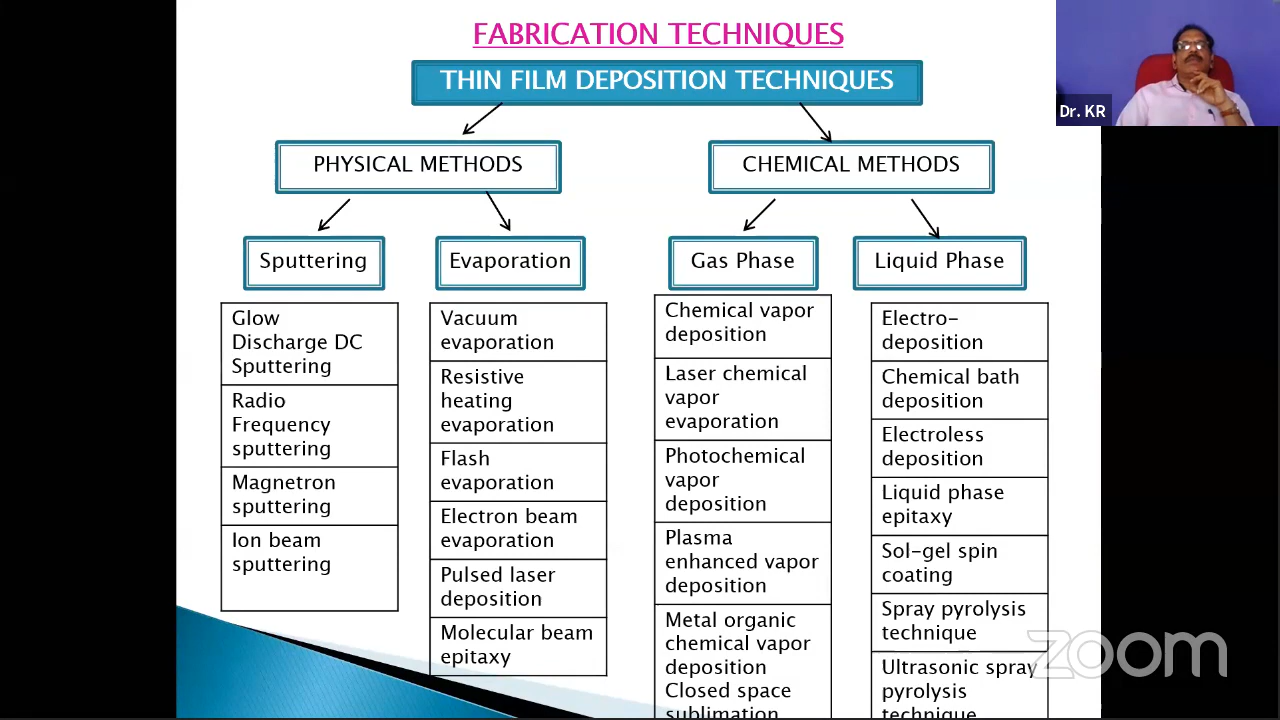 FABRICATION TECHNIQUES
THIN FILM DEPOSITION TECHNIQUES
Dr. KR
PHYSICAL METHODS
CHEMICAL METHODS
Sputtering
Evaporation
Gas Phase
Liquid Phase
Glow
Discharge DC
Sputtering
Radio
Frequency
sputtering
Magnetron
sputtering
Ion beam
sputtering
Vacuum
evaporation
Resistive
heating
evaporation
Flash
evaporation
Electron beam
evaporation
Pulsed laser
deposition
Molecular beam
epitaxy
Chemical vapor
deposition
Laser chemical
vapor
evaporation
Photochemical
vapor
deposition
Plasma
enhanced vapor
deposition
Metal organic
chemical vapor
deposition
Closed space
sublimation
Electro-
deposition
Chemical bath
deposition
Electroless
deposition
Liquid phase
epitaxy
Sol-gel spin
coating
Spray pyrolysis
technique
Ultrasonic spray
pyrolysis
technique
zoom